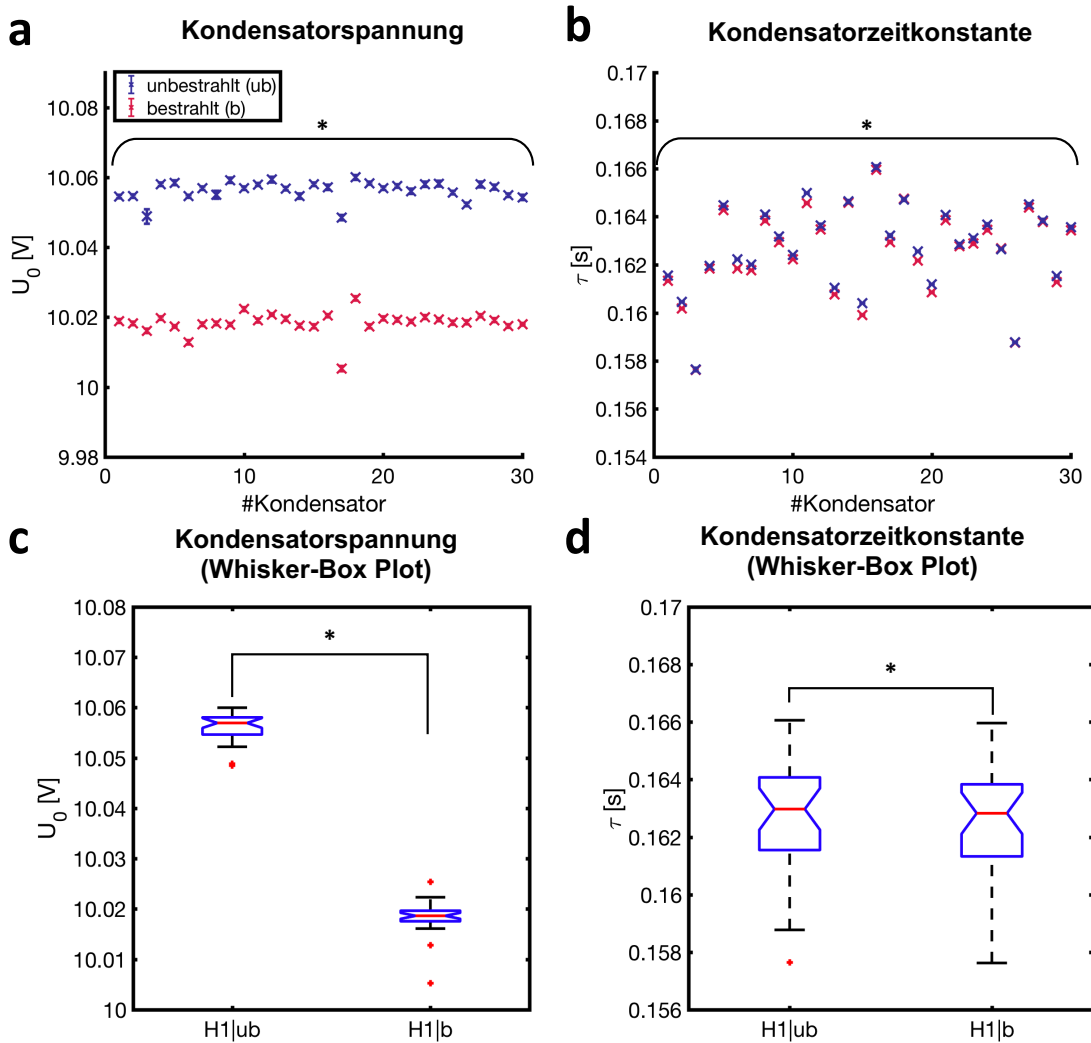 a
Kondensatorspannung
unbestrahlt (ub)
bestrahlt (b)
*
10.08
10.06
10.04
10.02
10
9.98
U0 [V]
0
10
20
30
#Kondensator
b
Kondensatorzeitkonstante
*
0.17
0.168
0.166
0.164
0.162
0.16
0.158
0.156
0.154
τ [s]
0
10
20
30
#Kondensator
c
Kondensatorspannung
(Whisker-Box Plot)
*
10.08
10.07
10.06
10.05
10.04
10.03
10.02
10.01
10
U0 [V]
H1|ub
H1|b
d
Kondensatorzeitkonstante
(Whisker-Box Plot)
*
0.17
0.168
0.166
0.164
0.162
0.16
0.158
0.156
τ [s]
H1|ub
H1|b